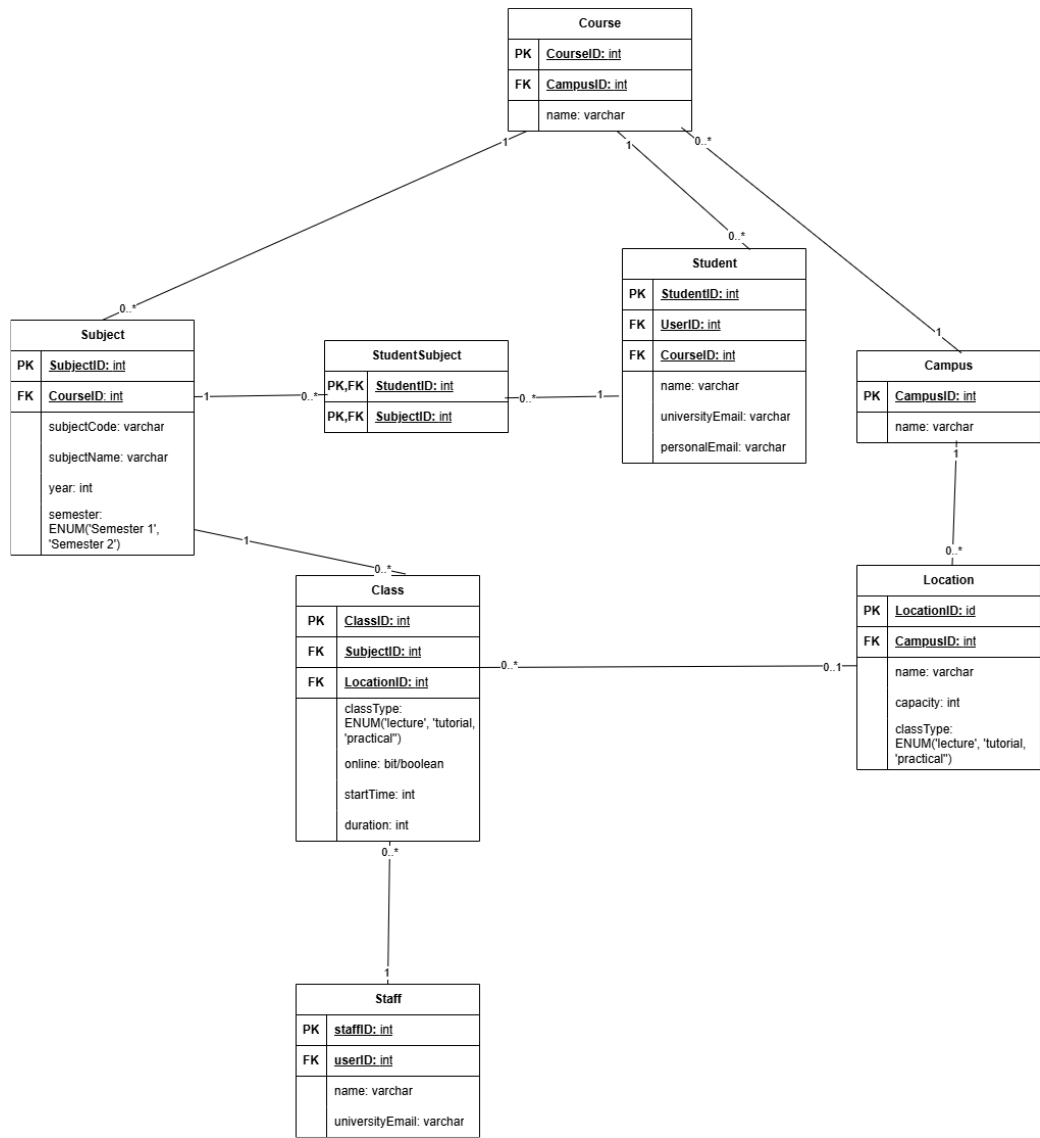 Course
PK CourseID: int
FK CampusID: int
name: varchar
1
1
0..*
0..*
0..*
1
Student
PK StudentID: int
FK UserID: int
FK CourseID: int
name: varchar
universityEmail: varchar
personalEmail: varchar
Subject
PK SubjectID: int
FK CourseID: int
subjectCode: varchar
subjectName: varchar
year: int
semester:
ENUM('Semester 1',
'Semester 2')
1
0..*
StudentSubject
PK,FK StudentID: int
PK,FK SubjectID: int
0..*
1
Campus
PK CampusID: int
name: varchar
1
0..*
1
0..*
Class
PK ClassID: int
FK SubjectID: int
FK LocationID: int
classType:
ENUM('lecture', 'tutorial,
'practical")
online: bit/boolean
startTime: int
duration: int
0..*
0..1
Location
PK LocationID: id
FK CampusID: int
name: varchar
capacity: int
classType:
ENUM('lecture', 'tutorial,
'practical")
0..*
1
Staff
PK staffID: int
FK userID: int
name: varchar
universityEmail: varchar